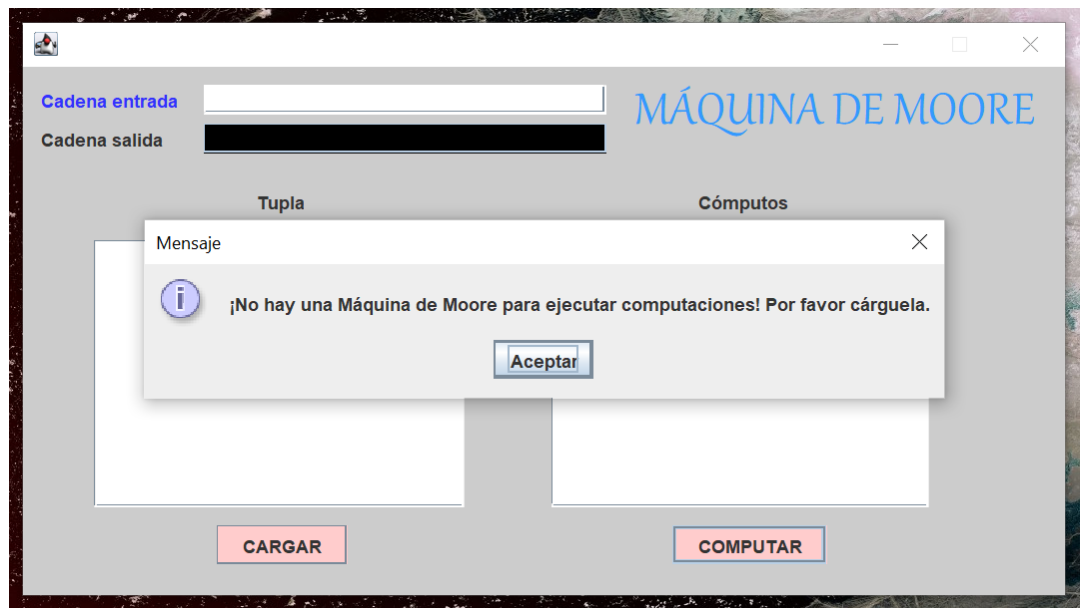 Cadena entrada
MÁQUINA DE MOORE
Cadena salida
Tupla
Cómputos
Mensaje
¡No hay una Máquina de Moore para ejecutar computaciones! Por favor cárguela.
Aceptar
CARGAR
COMPUTAR